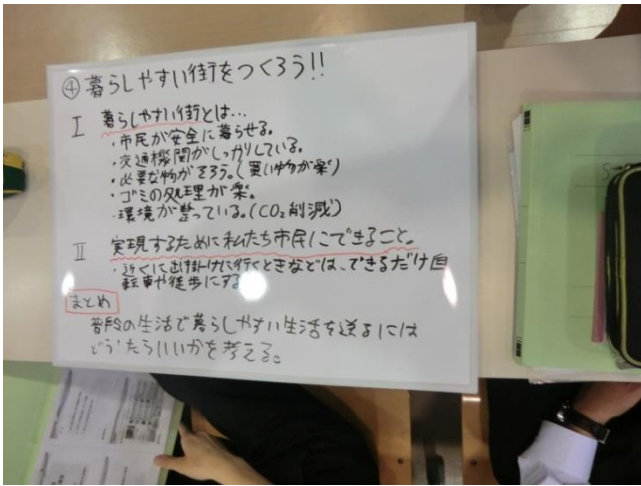 ④暮らしやすい街をつくろう!!
I 暮らしやすい街とは…
・市民が安全に暮らせる。
・交通機関がしっかりしている。
・必要な物がそろう。(買い物が楽)
・ゴミの処理が楽。
・環境が整っている。(CO₂削減)
II 実現するために私たち市民にできること。
・近くに出掛けに行くときなどは、できるだけ自
転車や徒歩にする
まとめ
普段の生活で暮らしやすい生活を送るには
どうしたらいいかを考える。